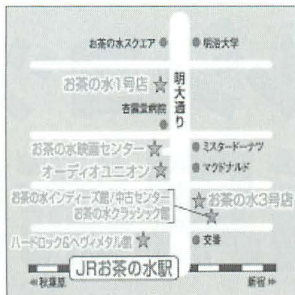 お茶の水スクエア
明治大学
お茶の水1号店
明大通り
杏雲堂病院
お茶の水映画センター
ミスタードーナツ
オーディオユニオン
マクドナルド
お茶の水インディーズ館/中古センター
お茶の水クラシック館
お茶の水3号店
ハードロック&ヘヴィメタル館
交番
JRお茶の水駅
秋葉原
新宿